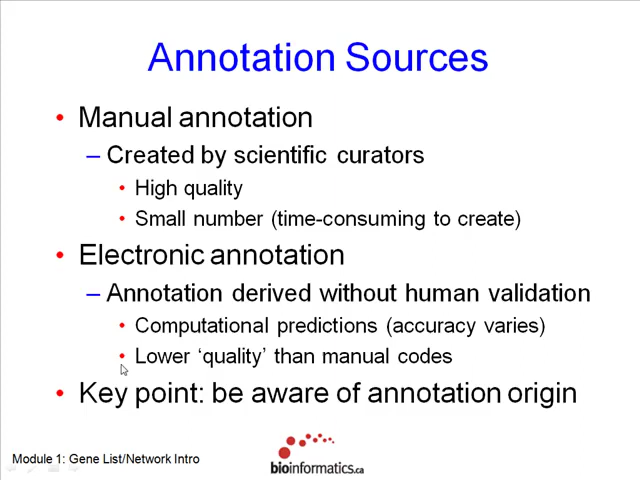 Annotation Sources
• Manual annotation
– Created by scientific curators
• High quality
• Small number (time-consuming to create)
• Electronic annotation
– Annotation derived without human validation
• Computational predictions (accuracy varies)
• Lower ‘quality’ than manual codes
• Key point: be aware of annotation origin
Module 1: Gene List/Network Intro
bioinformatics.ca